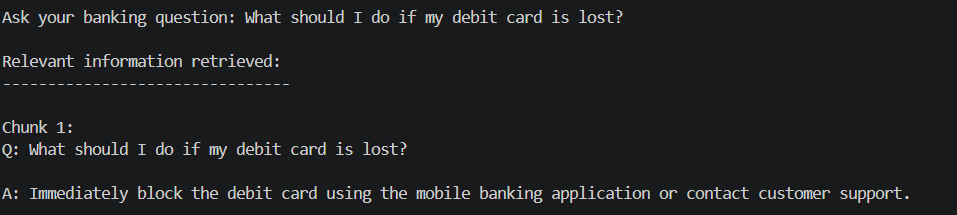 Ask your banking question: What should I do if my debit card is lost?
Relevant information retrieved:
--------------------------------
Chunk 1:
Q: What should I do if my debit card is lost?
A: Immediately block the debit card using the mobile banking application or contact customer support.